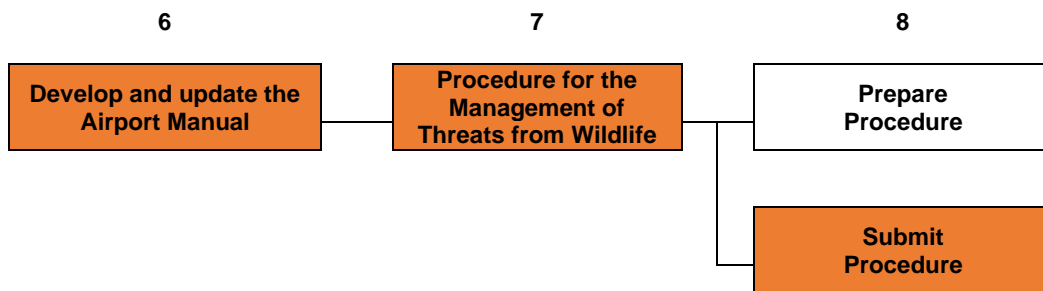 6
7
8
Develop and update the
Airport Manual
Procedure for the
Management of
Threats from Wildlife
Prepare
Procedure
Submit
Procedure